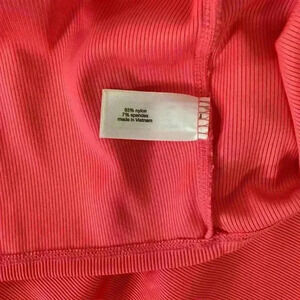 93% nylon
7% spandex
made in Vietnam